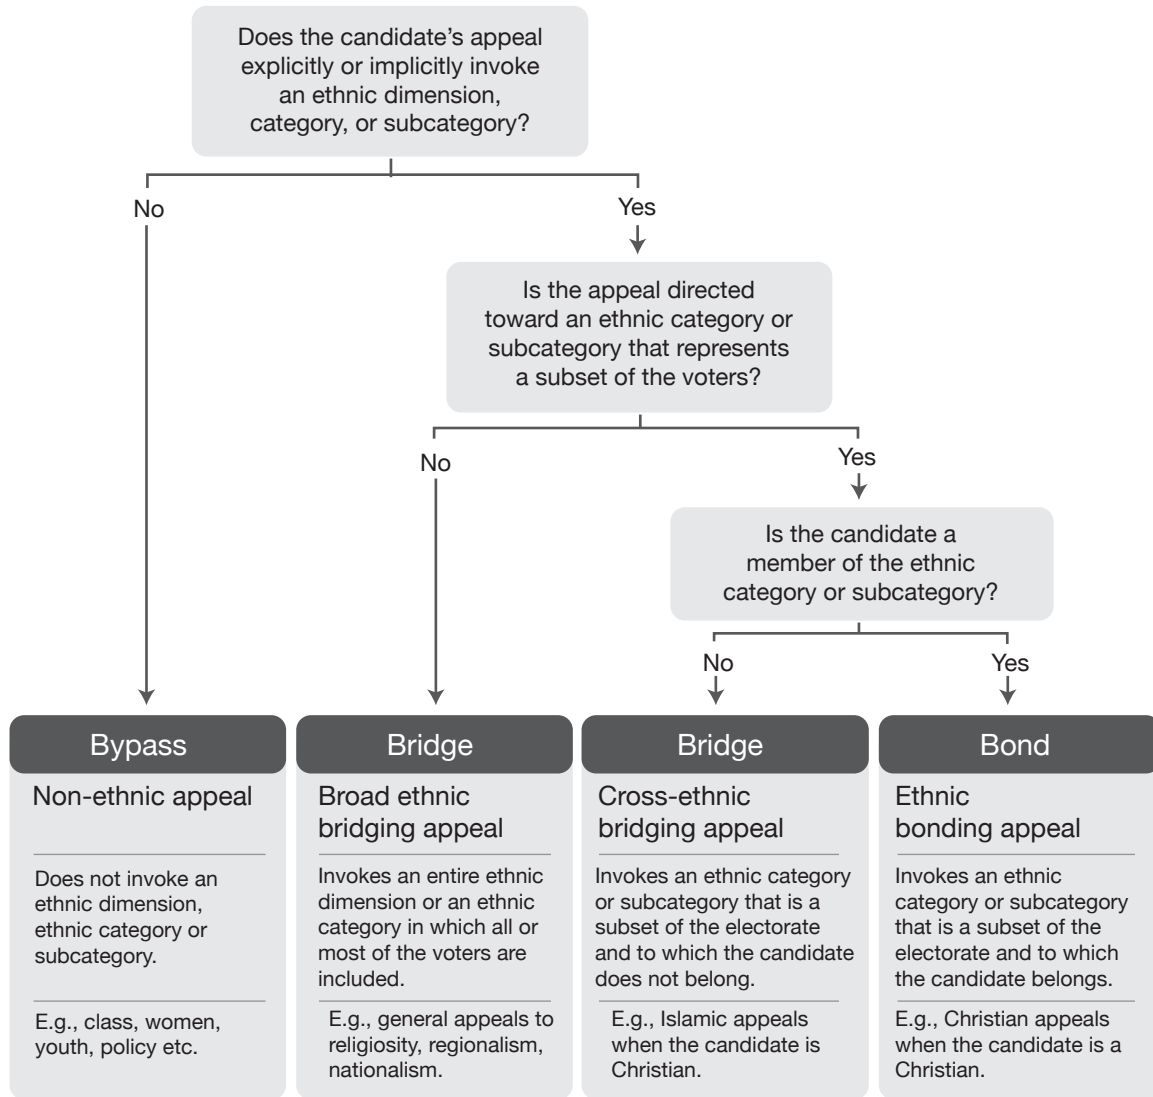 Does the candidate's appeal
explicitly or implicitly invoke
an ethnic dimension,
category, or subcategory?
No
Yes
Is the appeal directed
toward an ethnic category or
subcategory that represents
a subset of the voters?
No
Yes
Is the candidate a
member of the ethnic
category or subcategory?
No
Yes
Bypass
Non-ethnic appeal
Does not invoke an
ethnic dimension,
ethnic category or
subcategory.
E.g., class, women,
youth, policy etc.
Bridge
Broad ethnic
bridging appeal
Invokes an entire ethnic
dimension or an ethnic
category in which all or
most of the voters are
included.
E.g., general appeals to
religiosity, regionalism,
nationalism.
Bridge
Cross-ethnic
bridging appeal
Invokes an ethnic category
or subcategory that is a
subset of the electorate
and to which the candidate
does not belong.
E.g., Islamic appeals
when the candidate is
Christian.
Bond
Ethnic
bonding appeal
Invokes an ethnic
category or subcategory
that is a subset of the
electorate and to which
the candidate belongs.
E.g., Christian appeals
when the candidate is a
Christian.